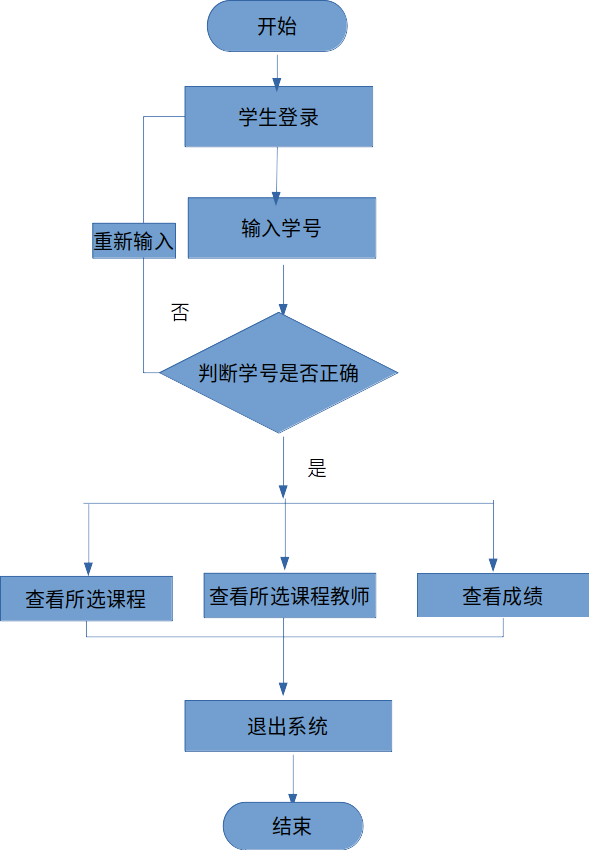 开始
学生登录
输入学号
重新输入
否
判断学号是否正确
是
查看所选课程
查看所选课程教师
查看成绩
退出系统
结束